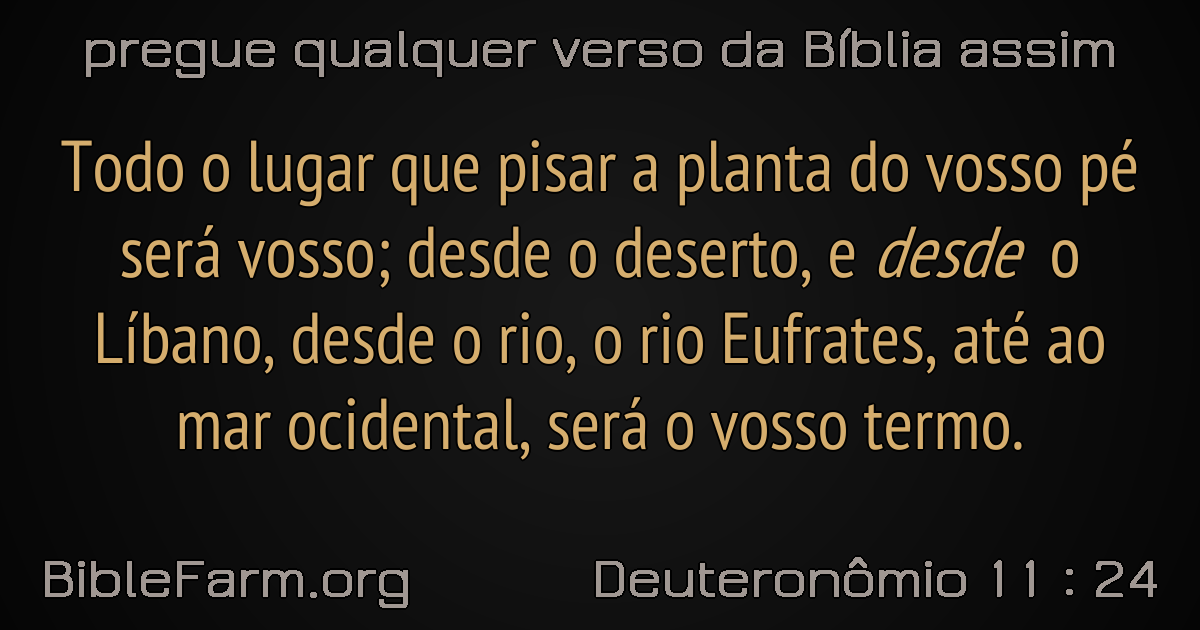 pregue qualquer verso da Bíblia assim
Todo o lugar que pisar a planta do vosso pé
será vosso; desde o deserto, e desde o
Líbano, desde o rio, o rio Eufrates, até ao
mar ocidental, será o vosso termo.
BibleFarm.org
Deuteronômio 11 : 24